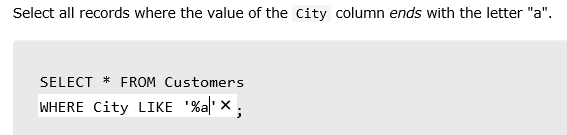 Select all records where the value of the City column ends with the letter "a".
SELECT * FROM Customers
WHERE City LIKE '%a' ;